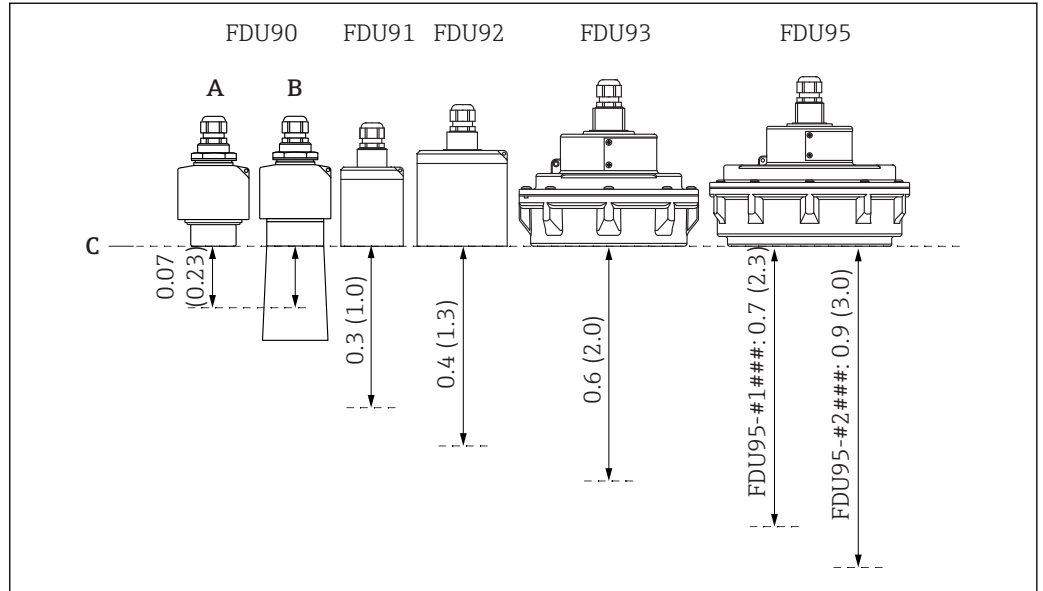 FDU90 FDU91 FDU92 FDU93 FDU95
A B
C
0.07
(0.23)
0.3 (1.0)
0.4 (1.3)
0.6 (2.0)
FDU95-#1###: 0.7 (2.3)
FDU95-#2###: 0.9 (3.0)